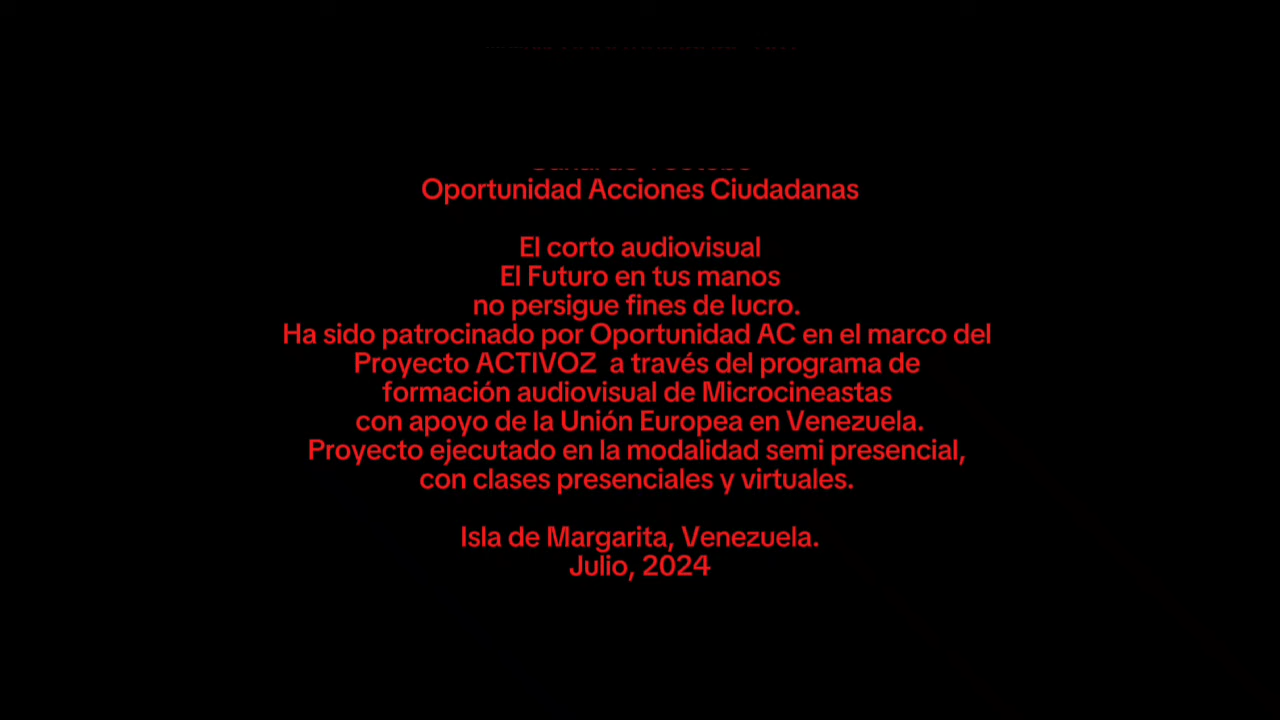 Oportunidad Acciones Ciudadanas
El corto audiovisual
El Futuro en tus manos
no persigue fines de lucro.
Ha sido patrocinado por Oportunidad AC en el marco del
Proyecto ACTIVOZ a través del programa de
formación audiovisual de Microcineastas
con apoyo de la Unión Europea en Venezuela.
Proyecto ejecutado en la modalidad semi presencial,
con clases presenciales y virtuales.
Isla de Margarita, Venezuela.
Julio, 2024